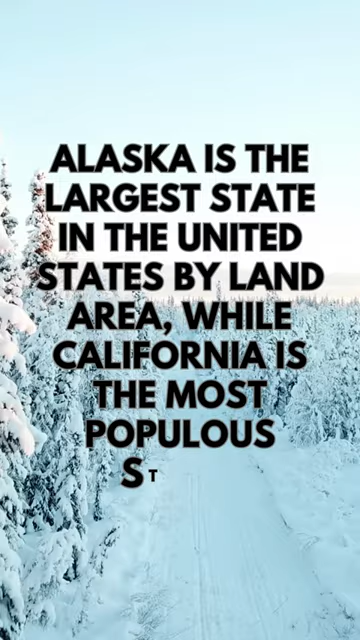 ALASKA IS THE
LARGEST STATE
IN THE UNITED
STATES BY LAND
AREA, WHILE
CALIFORNIA IS
THE MOST
POPULOUS
ST